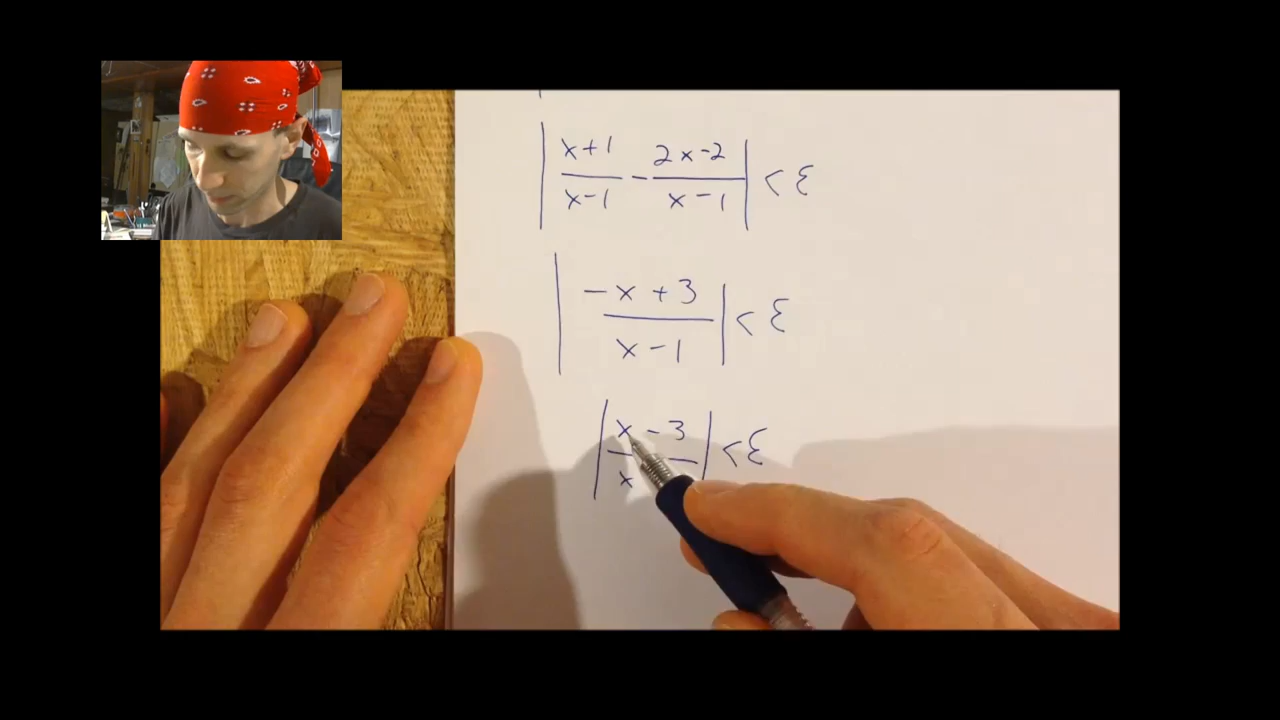 | x+1 / x-1 - 2x-2 / x-1 | < ε
| -x+3 / x-1 | < ε
| x-3 / x | < ε